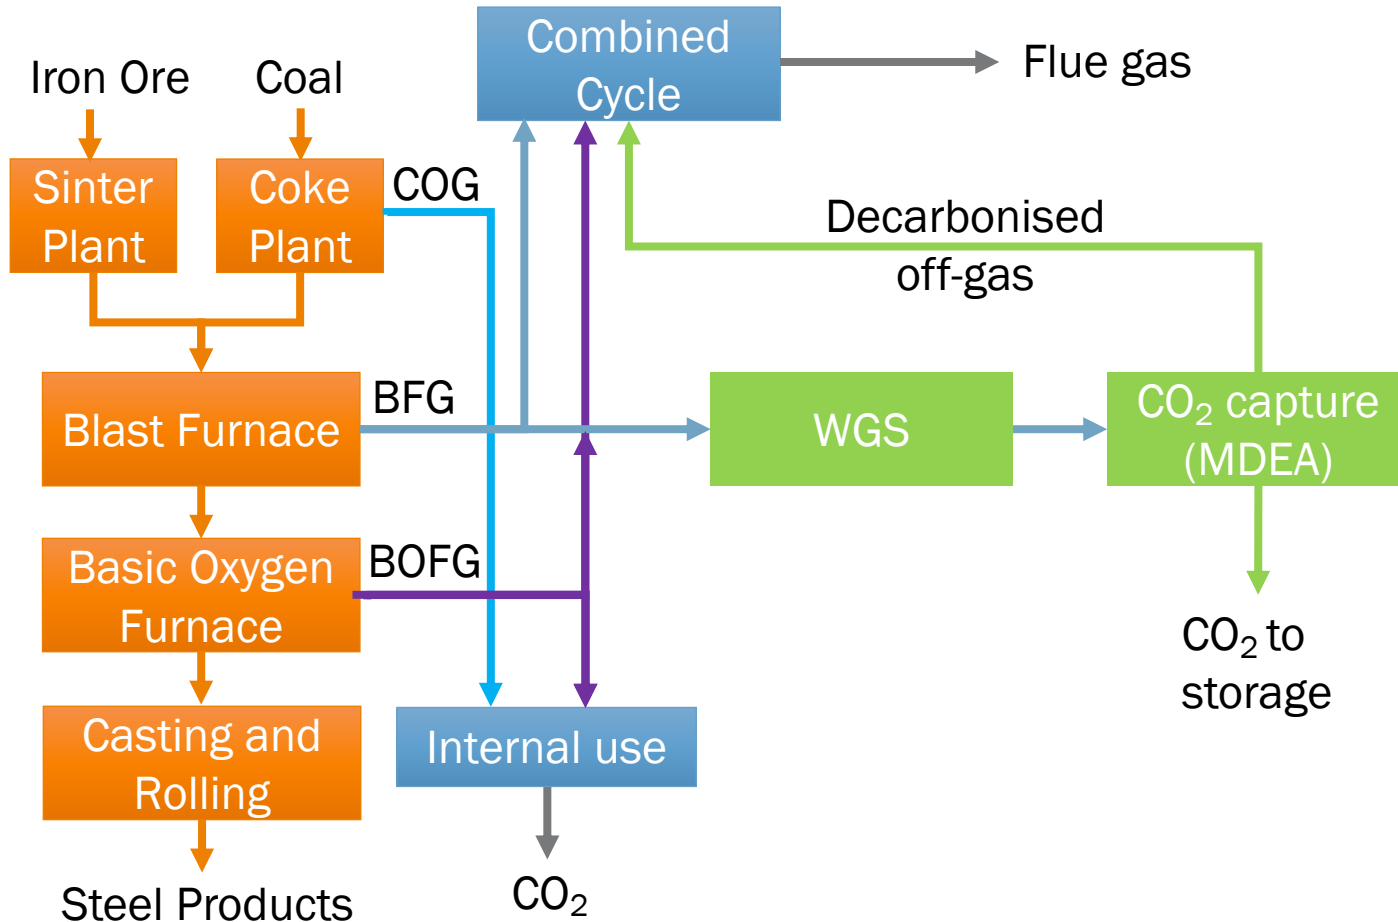 Combined
Cycle
Flue gas
Iron Ore
Coal
Sinter
Plant
Coke
Plant
COG
Decarbonised
off-gas
Blast Furnace
BFG
WGS
CO₂ capture
(MDEA)
Basic Oxygen
Furnace
BOFG
CO₂ to
storage
Casting and
Rolling
Internal use
Steel Products
CO₂